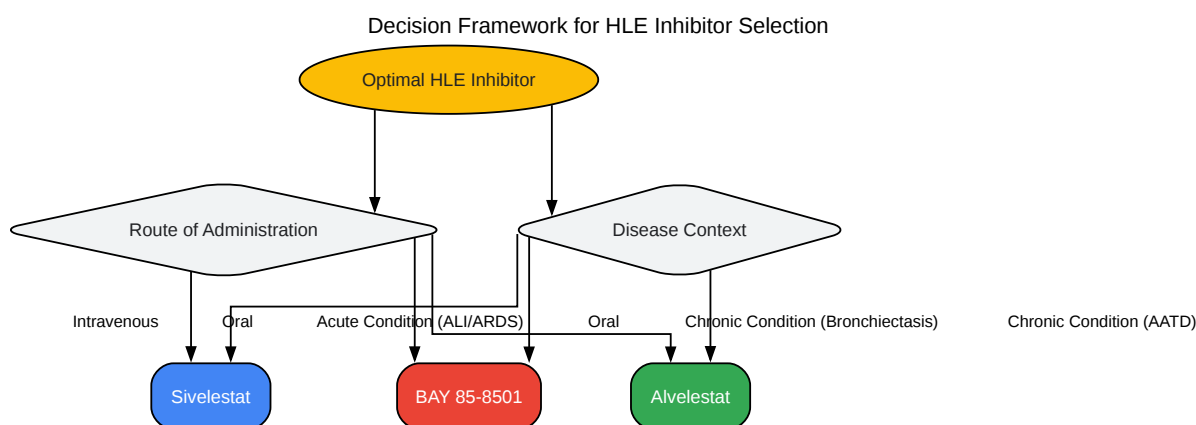 Decision Framework for HLE Inhibitor Selection
Optimal HLE Inhibitor
Route of Administration
Disease Context
Intravenous
Oral
Acute Condition (ALI/ARDS)
Oral
Chronic Condition (Bronchiectasis)
Chronic Condition (AATD)
Sivelestat
BAY 85-8501
Alvelestat